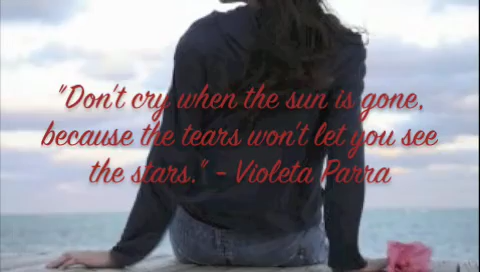 "Don't cry when the sun is gone,
because the tears won't let you see
the stars." - Violeta Parra